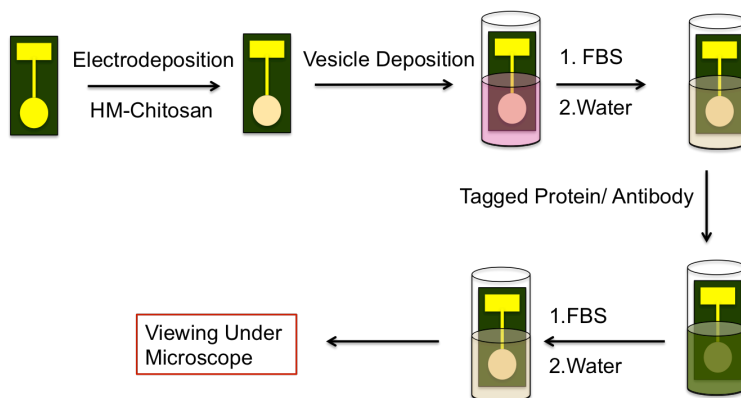 Electrodeposition
HM-Chitosan
Vesicle Deposition
1. FBS
2.Water
Tagged Protein/ Antibody
1.FBS
2.Water
Viewing Under
Microscope